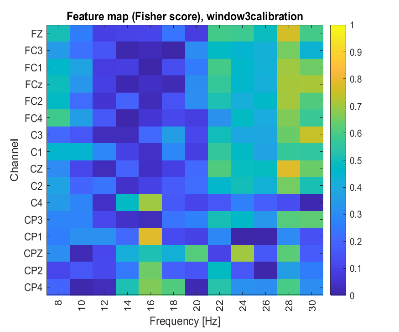 Feature map (Fisher score), window3calibration
Channel
FZ
FC3
FC1
FCz
FC2
FC4
C3
C1
CZ
C2
C4
CP3
CP1
CPZ
CP2
CP4
8 10 12 14 16 18 20 22 24 26 28 30
Frequency [Hz]
1
0.9
0.8
0.7
0.6
0.5
0.4
0.3
0.2
0.1
0